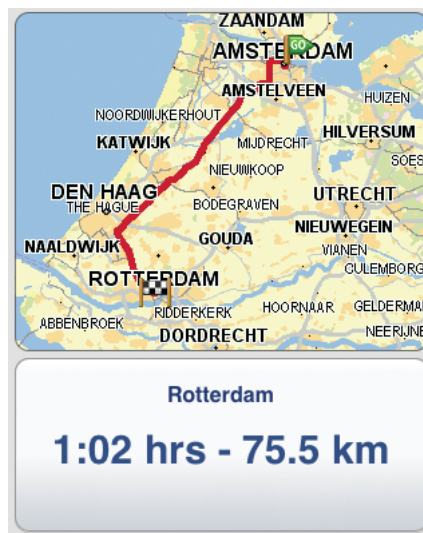 ZAANDAM
GO
AMSTERDAM
AMSTELVEEN
HUIZEN
NOORDWIJKERHOUT
HILVERSUM
KATWIJK
MIJDRECHT
SOES
NIEUWKOOP
DEN HAAG
THE HAGUE
UTRECHT
BODEGRAVEN
NIEUWEGEIN
GOUDA
NAALDWIJK
VIANEN
CULEMBORG
ROTTERDAM
HOORNAAR
GELDERMA
RIDDERKERK
ABBENBROEK
NEERIJNE
DORDRECHT
Rotterdam
1:02 hrs - 75.5 km